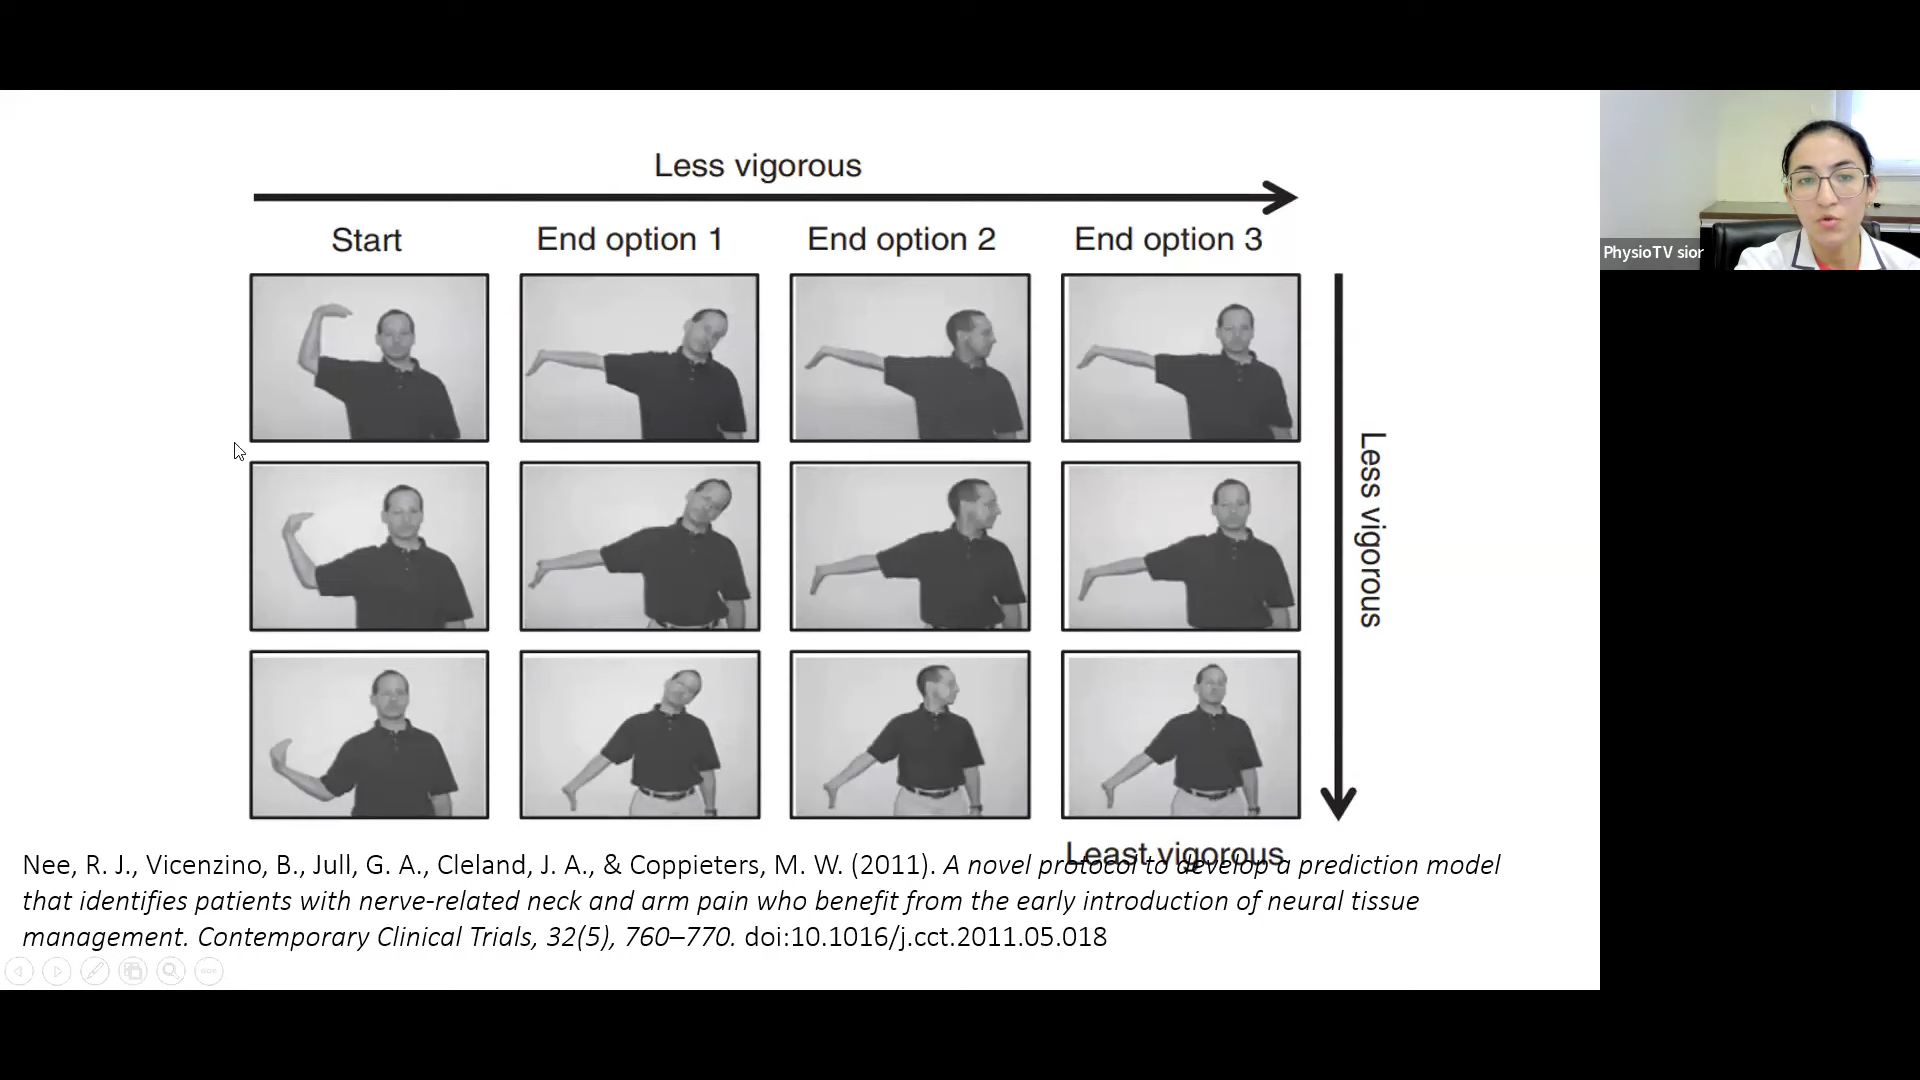 Less vigorous
Start
End option 1
End option 2
End option 3
PhysioTV sior
Less vigorous
Least vigorous
Nee, R. J., Vicenzino, B., Jull, G. A., Cleland, J. A., & Coppieters, M. W. (2011). A novel protocol to develop a prediction model
that identifies patients with nerve-related neck and arm pain who benefit from the early introduction of neural tissue
management. Contemporary Clinical Trials, 32(5), 760–770. doi:10.1016/j.cct.2011.05.018